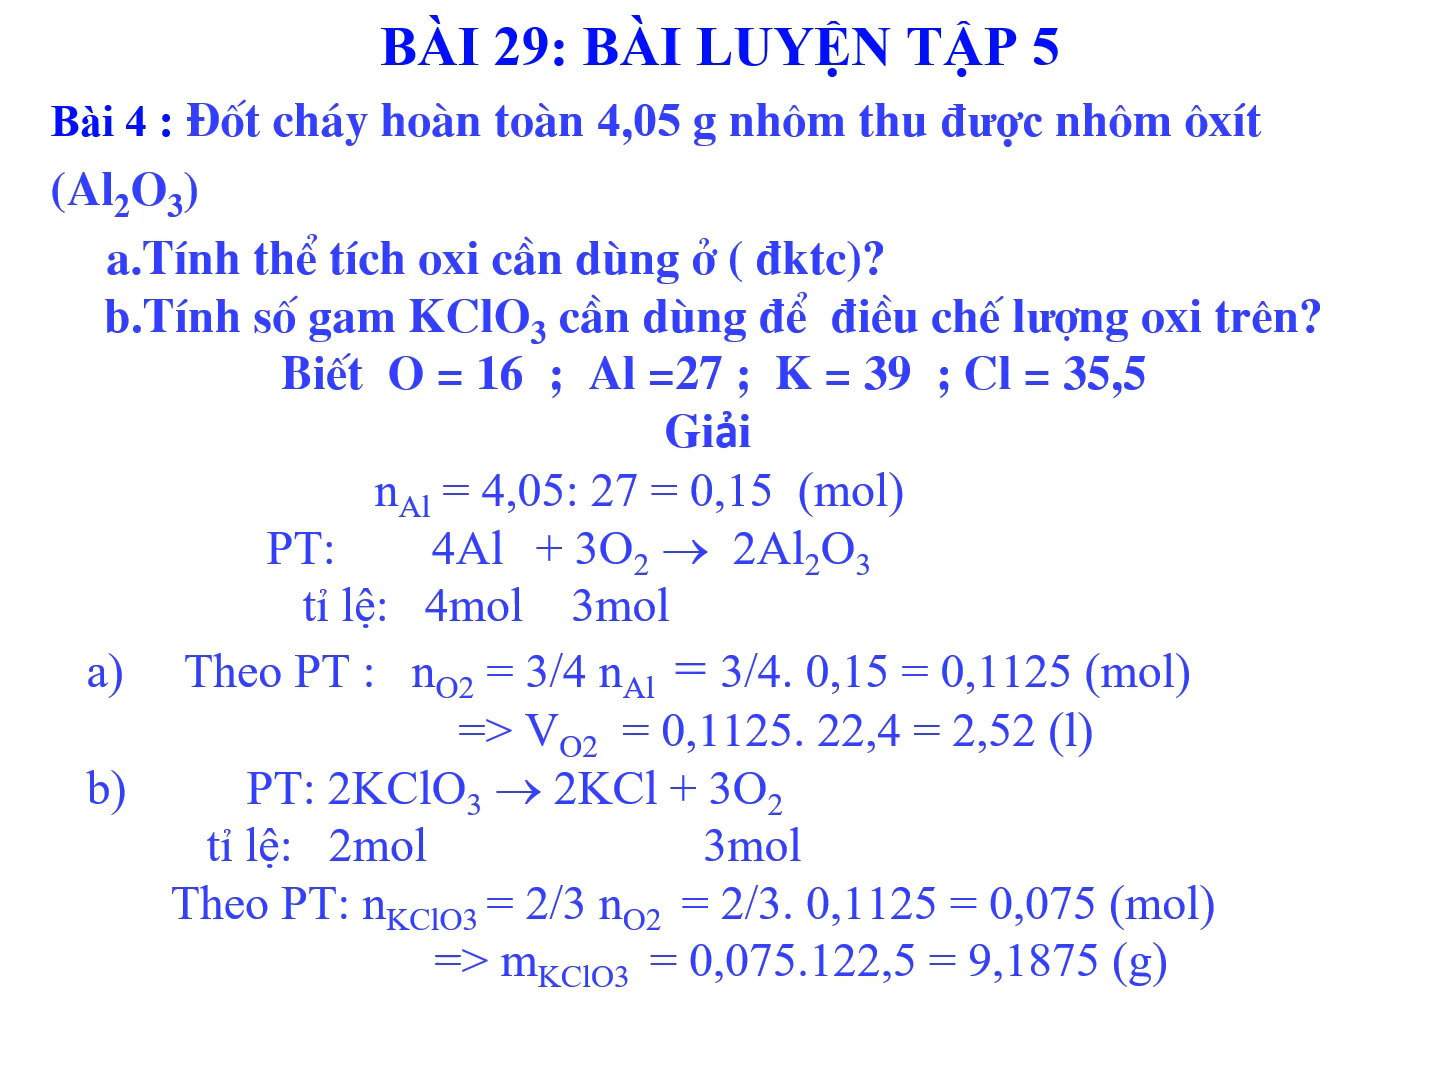 BÀI 29: BÀI LUYỆN TẬP 5
Bài 4 : Đốt cháy hoàn toàn 4,05 g nhôm thu được nhôm ôxít
(Al₂O₃)
a.Tính thể tích oxi cần dùng ở ( đktc)?
b.Tính số gam KClO₃ cần dùng để điều chế lượng oxi trên?
Biết O = 16 ; Al =27 ; K = 39 ; Cl = 35,5
Giải
nAl = 4,05: 27 = 0,15 (mol)
PT: 4Al + 3O₂ → 2Al₂O₃
tỉ lệ: 4mol 3mol
a) Theo PT : nO2 = 3/4 nAl = 3/4. 0,15 = 0,1125 (mol)
=> VO2 = 0,1125. 22,4 = 2,52 (l)
b) PT: 2KClO₃ → 2KCl + 3O₂
tỉ lệ: 2mol 3mol
Theo PT: nKClO3 = 2/3 nO2 = 2/3. 0,1125 = 0,075 (mol)
=> mKClO3 = 0,075.122,5 = 9,1875 (g)